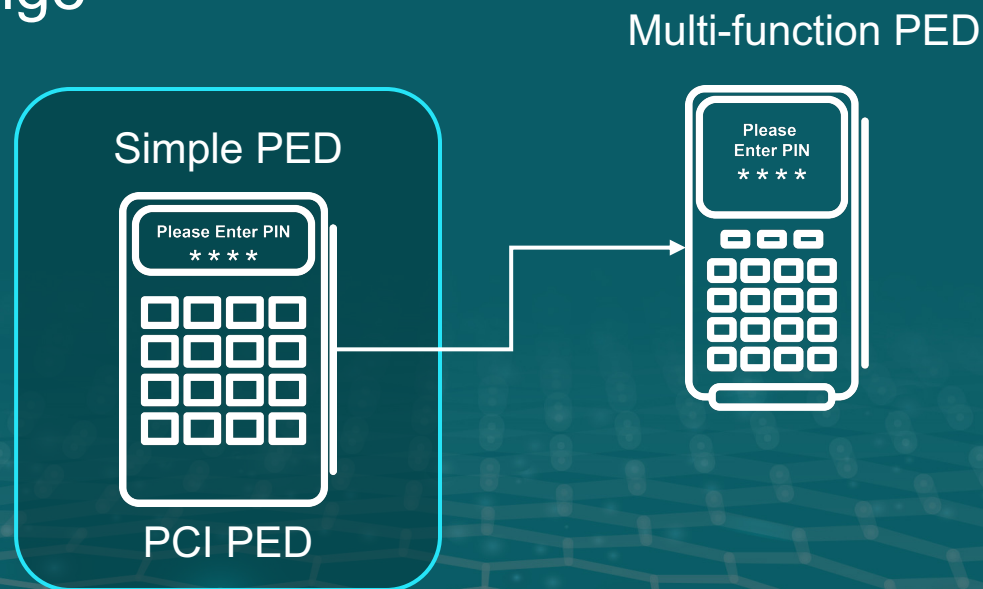 Multi-function PED
Simple PED
Please Enter PIN
* * * *
PCI PED
Please
Enter PIN
* * * *